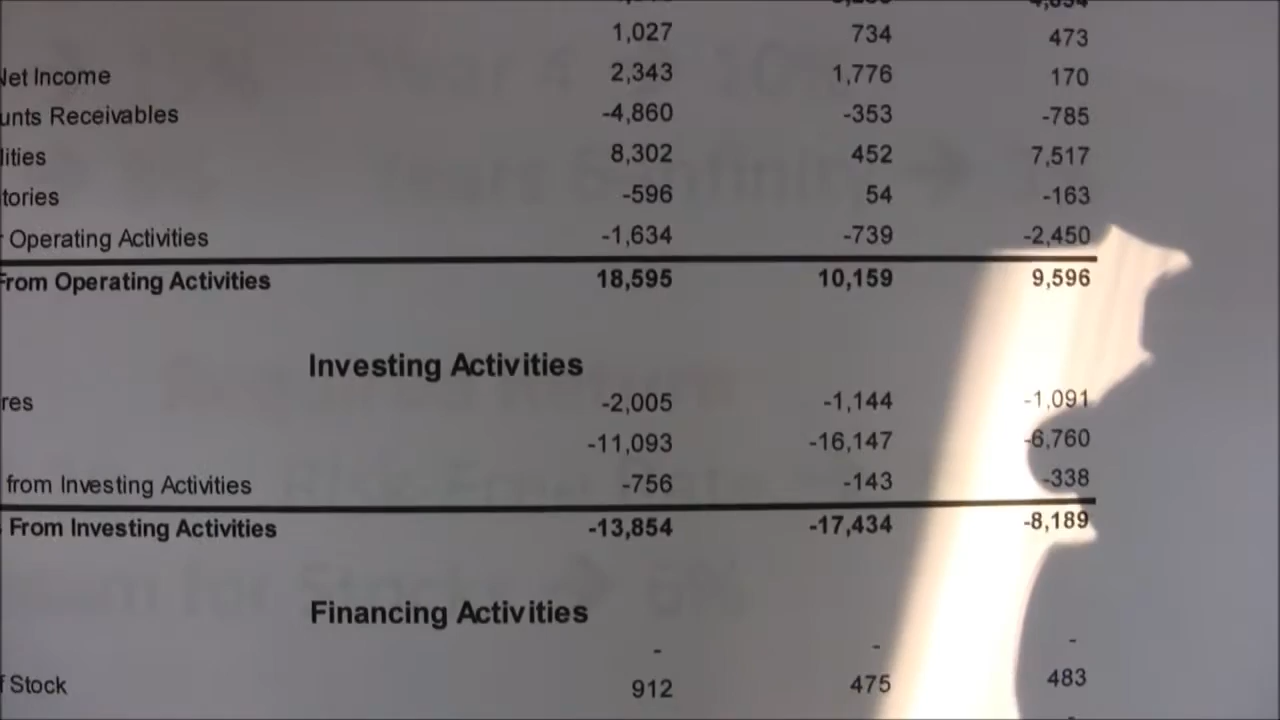 1,027 734 473
Net Income 2,343 1,776 170
unts Receivables -4,860 -353 -785
lities 8,302 452 7,517
tories -596 54 -163
r Operating Activities -1,634 -739 -2,450
From Operating Activities 18,595 10,159 9,596
Investing Activities
res -2,005 -1,144 -1,091
-11,093 -16,147 -6,760
from Investing Activities -756 -143 -338
From Investing Activities -13,854 -17,434 -8,189
Financing Activities
- - -
f Stock 912 475 483